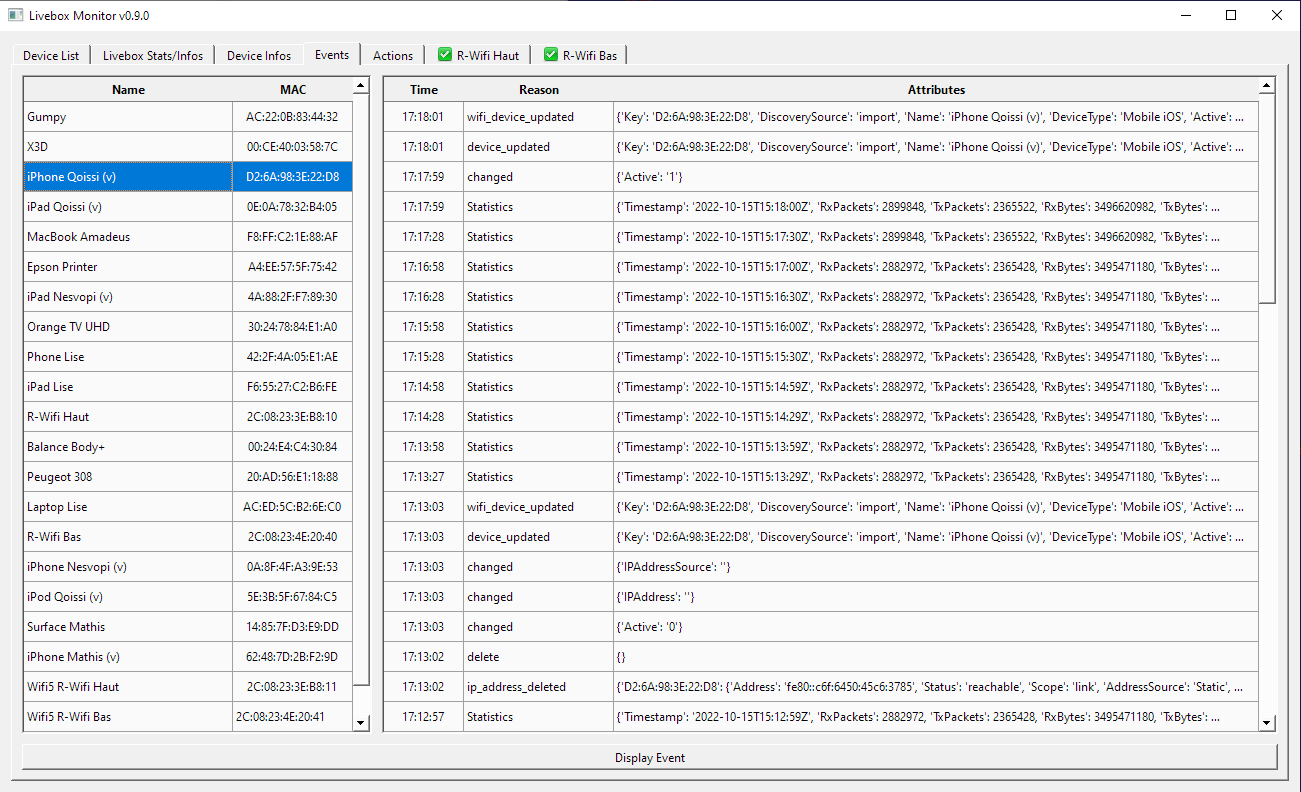 Livebox Monitor v0.9.0
Device List Livebox Stats/Infos Device Infos Events Actions R-Wifi Haut R-Wifi Bas
Name MAC
Gumpy AC:22:0B:83:44:32
X3D 00:CE:40:03:58:7C
iPhone Qoissi (v) D2:6A:98:3E:22:D8
iPad Qoissi (v) 0E:0A:78:32:B4:05
MacBook Amadeus F8:FF:C2:1E:88:AF
Epson Printer A4:EE:57:5F:75:42
iPad Nesvopi (v) 4A:88:2F:F7:89:30
Orange TV UHD 30:24:78:84:E1:A0
Phone Lise 42:2F:4A:05:E1:AE
iPad Lise F6:55:27:C2:B6:FE
R-Wifi Haut 2C:08:23:3E:B8:10
Balance Body+ 00:24:E4:C4:30:84
Peugeot 308 20:AD:56:E1:18:88
Laptop Lise AC:ED:5C:B2:6E:C0
R-Wifi Bas 2C:08:23:4E:20:40
iPhone Nesvopi (v) 0A:8F:4F:A3:9E:53
iPod Qoissi (v) 5E:3B:5F:67:84:C5
Surface Mathis 14:85:7F:D3:E9:DD
iPhone Mathis (v) 62:48:7D:2B:F2:9D
Wifi5 R-Wifi Haut 2C:08:23:3E:B8:11
Wifi5 R-Wifi Bas 2C:08:23:4E:20:41
Time Reason Attributes
17:18:01 wifi_device_updated {'Key': 'D2:6A:98:3E:22:D8', 'DiscoverySource': 'import', 'Name': 'iPhone Qoissi (v)', 'DeviceType': 'Mobile iOS', 'Active': ...
17:18:01 device_updated {'Key': 'D2:6A:98:3E:22:D8', 'DiscoverySource': 'import', 'Name': 'iPhone Qoissi (v)', 'DeviceType': 'Mobile iOS', 'Active': ...
17:17:59 changed {'Active': '1'}
17:17:59 Statistics {'Timestamp': '2022-10-15T15:18:00Z', 'RxPackets': 2899848, 'TxPackets': 2365522, 'RxBytes': 3496620982, 'TxBytes': ...
17:17:28 Statistics {'Timestamp': '2022-10-15T15:17:30Z', 'RxPackets': 2899848, 'TxPackets': 2365522, 'RxBytes': 3496620982, 'TxBytes': ...
17:16:58 Statistics {'Timestamp': '2022-10-15T15:17:00Z', 'RxPackets': 2882972, 'TxPackets': 2365428, 'RxBytes': 3495471180, 'TxBytes': ...
17:16:28 Statistics {'Timestamp': '2022-10-15T15:16:30Z', 'RxPackets': 2882972, 'TxPackets': 2365428, 'RxBytes': 3495471180, 'TxBytes': ...
17:15:58 Statistics {'Timestamp': '2022-10-15T15:16:00Z', 'RxPackets': 2882972, 'TxPackets': 2365428, 'RxBytes': 3495471180, 'TxBytes': ...
17:15:28 Statistics {'Timestamp': '2022-10-15T15:15:30Z', 'RxPackets': 2882972, 'TxPackets': 2365428, 'RxBytes': 3495471180, 'TxBytes': ...
17:14:58 Statistics {'Timestamp': '2022-10-15T15:14:59Z', 'RxPackets': 2882972, 'TxPackets': 2365428, 'RxBytes': 3495471180, 'TxBytes': ...
17:14:28 Statistics {'Timestamp': '2022-10-15T15:14:29Z', 'RxPackets': 2882972, 'TxPackets': 2365428, 'RxBytes': 3495471180, 'TxBytes': ...
17:13:58 Statistics {'Timestamp': '2022-10-15T15:13:59Z', 'RxPackets': 2882972, 'TxPackets': 2365428, 'RxBytes': 3495471180, 'TxBytes': ...
17:13:27 Statistics {'Timestamp': '2022-10-15T15:13:29Z', 'RxPackets': 2882972, 'TxPackets': 2365428, 'RxBytes': 3495471180, 'TxBytes': ...
17:13:03 wifi_device_updated {'Key': 'D2:6A:98:3E:22:D8', 'DiscoverySource': 'import', 'Name': 'iPhone Qoissi (v)', 'DeviceType': 'Mobile iOS', 'Active': ...
17:13:03 device_updated {'Key': 'D2:6A:98:3E:22:D8', 'DiscoverySource': 'import', 'Name': 'iPhone Qoissi (v)', 'DeviceType': 'Mobile iOS', 'Active': ...
17:13:03 changed {'IPAddressSource': ''}
17:13:03 changed {'IPAddress': ''}
17:13:03 changed {'Active': '0'}
17:13:02 delete {}
17:13:02 ip_address_deleted {'D2:6A:98:3E:22:D8': {'Address': 'fe80::c6f:6450:45c6:3785', 'Status': 'reachable', 'Scope': 'link', 'AddressSource': 'Static', ...
17:12:57 Statistics {'Timestamp': '2022-10-15T15:12:59Z', 'RxPackets': 2882972, 'TxPackets': 2365428, 'RxBytes': 3495471180, 'TxBytes': ...
Display Event